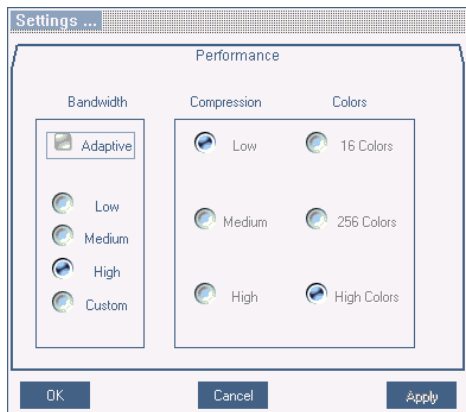 Settings ...
Performance
Bandwidth
Compression
Colors
Adaptive
Low
Medium
High
Custom
Low
Medium
High
16 Colors
256 Colors
High Colors
OK
Cancel
Apply